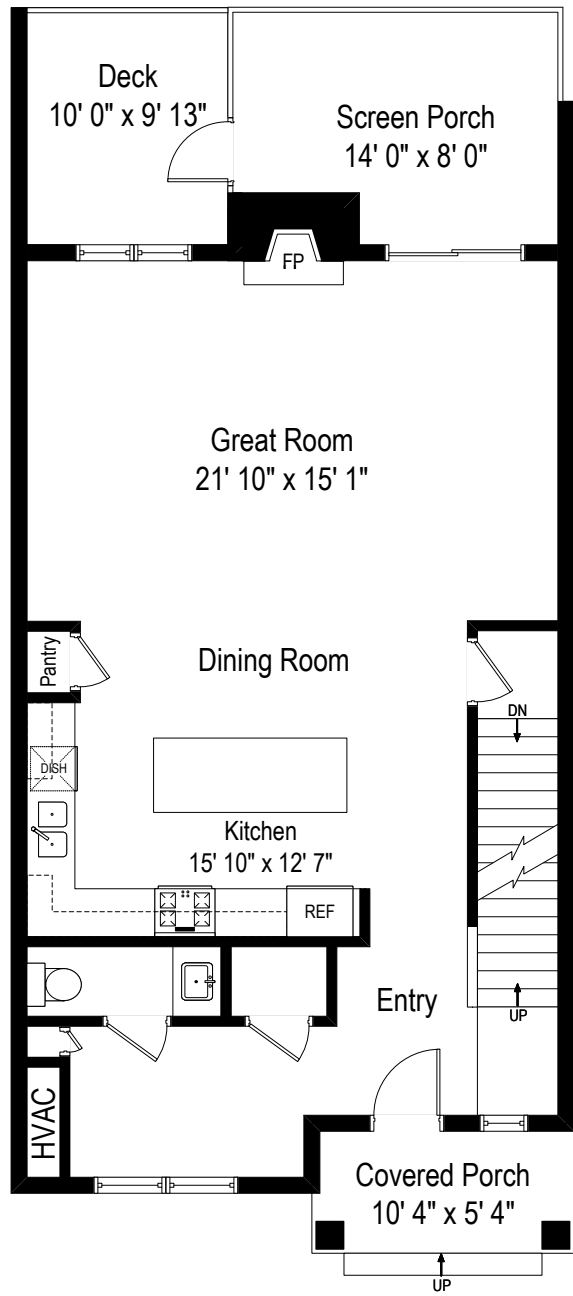 Deck
10' 0" x 9' 13"
Screen Porch
14' 0" x 8' 0"
FP
Great Room
21' 10" x 15' 1"
Pantry
Dining Room
DN
DISH
Kitchen
15' 10" x 12' 7"
REF
Entry
UP
HVAC
Covered Porch
10' 4" x 5' 4"
UP